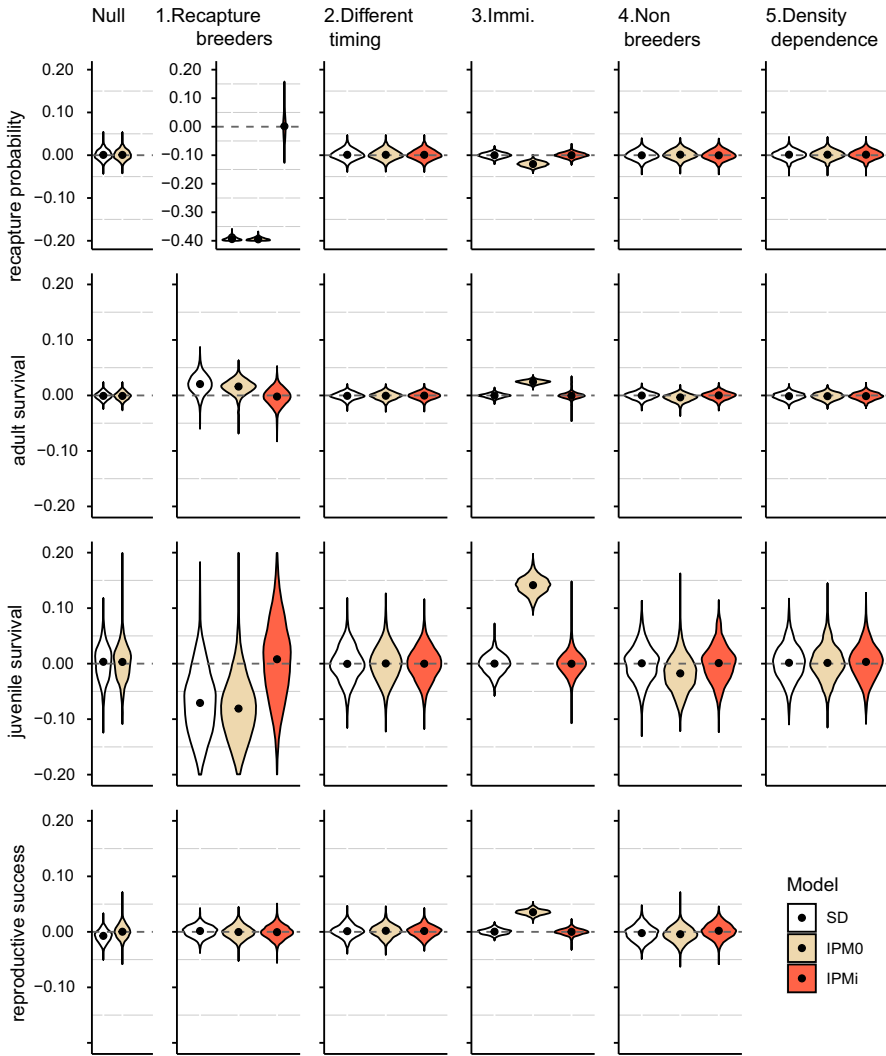 Null 1.Recapture 2.Different 3.Immi. 4.Non 5.Density
breeders timing breeders dependence
recapture probability
0.20
0.10
0.00
−0.10
−0.20
0.20
0.10
0.00
−0.10
−0.20
−0.30
−0.40
adult survival
0.20
0.10
0.00
−0.10
−0.20
juvenile survival
0.20
0.10
0.00
−0.10
−0.20
reproductive success
0.20
0.10
0.00
−0.10
Model
SD
IPM0
IPMi